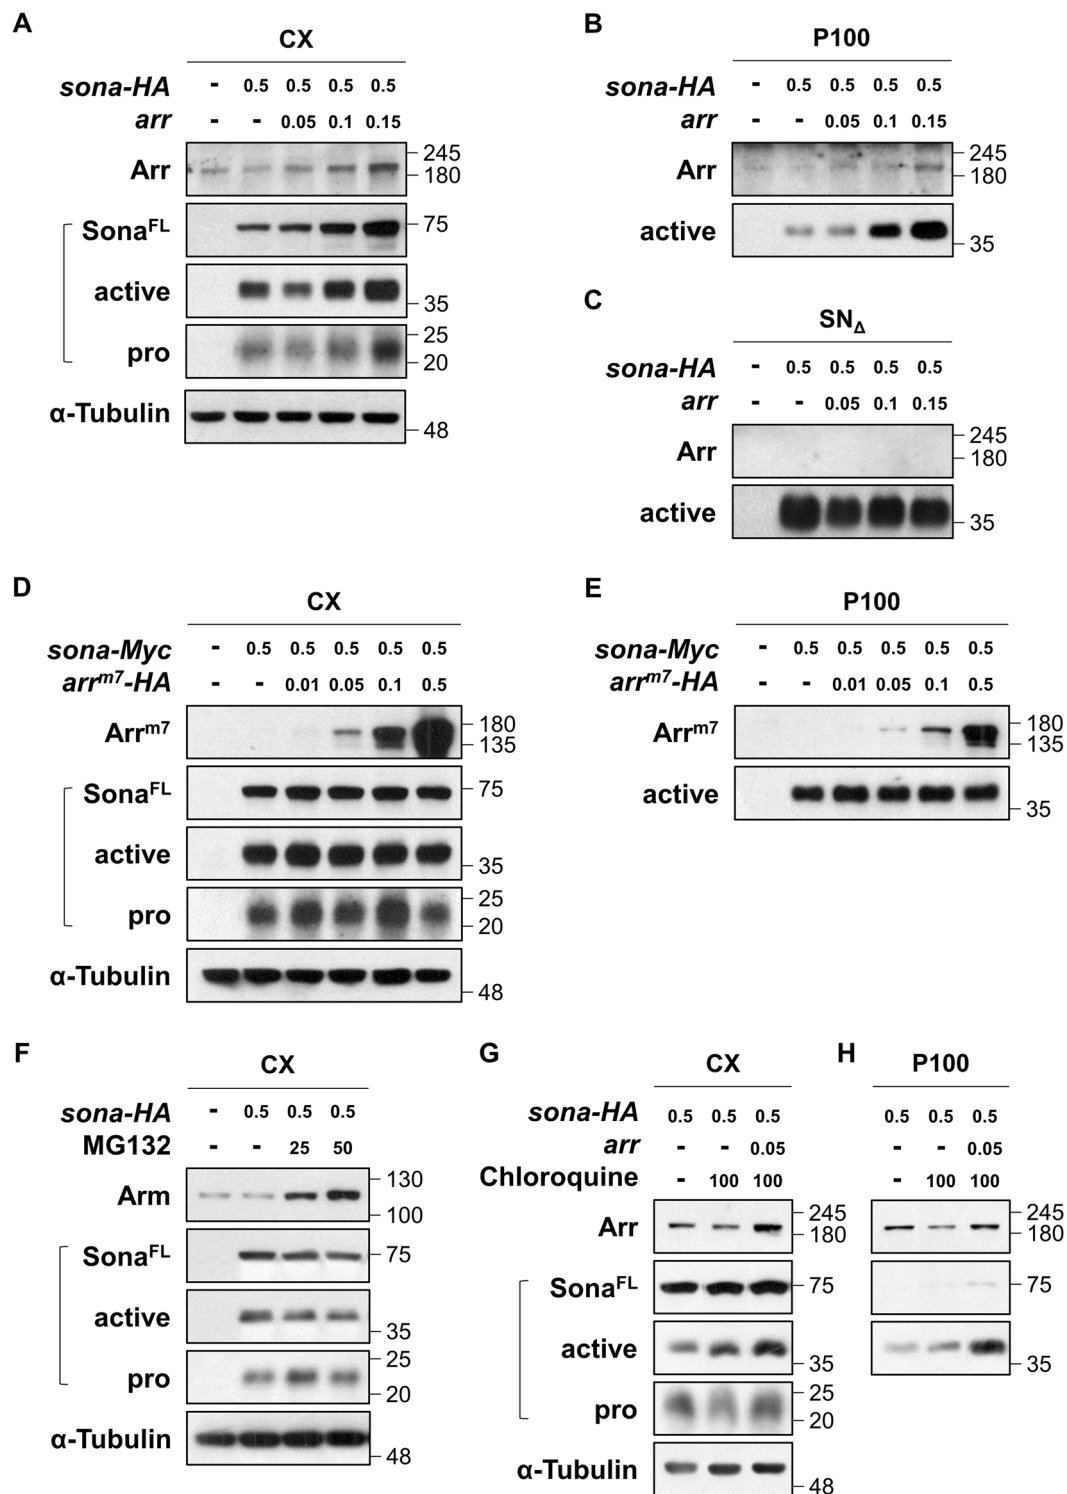 A
CX
sona-HA - 0.5 0.5 0.5 0.5
arr - - 0.05 0.1 0.15
Arr 245
180
SonaFL 75
active 35
pro 25
20
α-Tubulin 48
B
P100
sona-HA - 0.5 0.5 0.5 0.5
arr - - 0.05 0.1 0.15
Arr 245
180
active 35
C
SNΔ
sona-HA - 0.5 0.5 0.5 0.5
arr - - 0.05 0.1 0.15
Arr 245
180
active 35
D
CX
sona-Myc - 0.5 0.5 0.5 0.5 0.5
arrm7-HA - - 0.01 0.05 0.1 0.5
Arrm7 180
135
SonaFL 75
active 35
pro 25
20
α-Tubulin 48
E
P100
sona-Myc - 0.5 0.5 0.5 0.5 0.5
arrm7-HA - - 0.01 0.05 0.1 0.5
Arrm7 180
135
active 35
F
CX
sona-HA - 0.5 0.5 0.5
MG132 - - 25 50
Arm 130
100
SonaFL 75
active 35
pro 25
20
α-Tubulin 48
G
CX
sona-HA 0.5 0.5 0.5
arr - - 0.05
Chloroquine - 100 100
Arr 245
180
SonaFL 75
active 35
pro 25
20
α-Tubulin 48
H
P100
0.5 0.5 0.5
- - 0.05
- 100 100
245
180
75
35